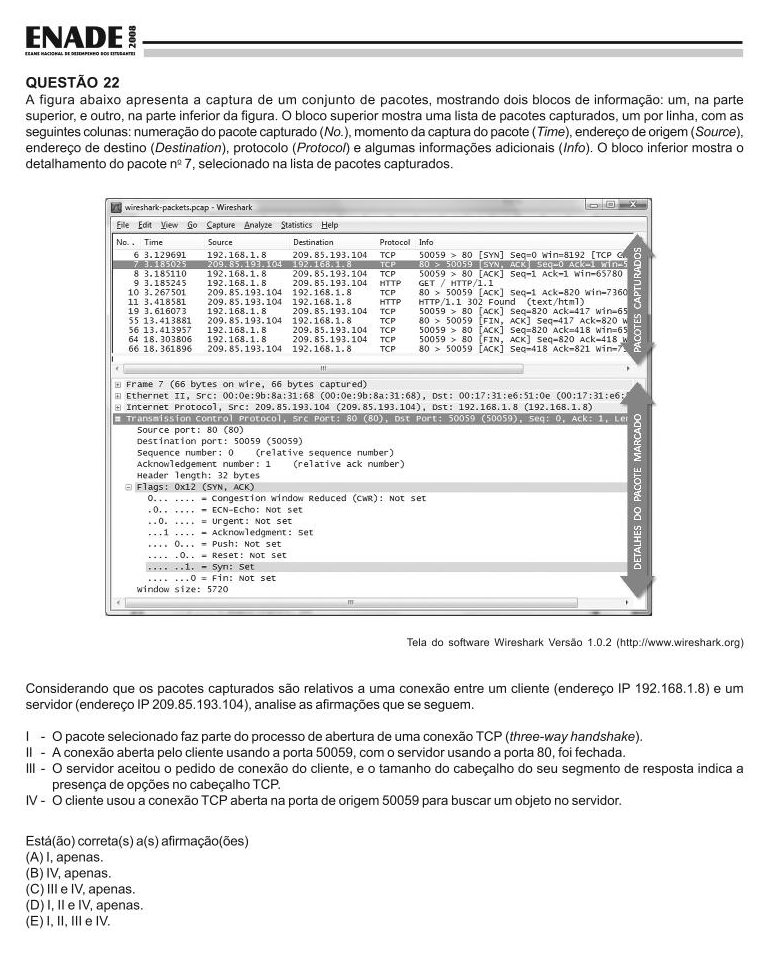 ENADE 2008
EXAME NACIONAL DE DESEMPENHO DOS ESTUDANTES
QUESTÃO 22
A figura abaixo apresenta a captura de um conjunto de pacotes, mostrando dois blocos de informação: um, na parte
superior, e outro, na parte inferior da figura. O bloco superior mostra uma lista de pacotes capturados, um por linha, com as
seguintes colunas: numeração do pacote capturado (No.), momento da captura do pacote (Time), endereço de origem (Source),
endereço de destino (Destination), protocolo (Protocol) e algumas informações adicionais (Info). O bloco inferior mostra o
detalhamento do pacote nº 7, selecionado na lista de pacotes capturados.
wireshark-packets.pcap - Wireshark
File Edit View Go Capture Analyze Statistics Help
No. . Time Source Destination Protocol Info
6 3.129691 192.168.1.8 209.85.193.104 TCP 50059 > 80 [SYN] Seq=0 Win=8192 [TCP
7 3.185025 209.85.193.104 192.168.1.8 TCP 80 > 50059 [SYN, ACK] Seq=0 Ack=1 Win=5
8 3.185110 192.168.1.8 209.85.193.104 TCP 50059 > 80 [ACK] Seq=1 Ack=1 Win=65780
9 3.185245 192.168.1.8 209.85.193.104 HTTP GET / HTTP/1.1
10 3.267501 209.85.193.104 192.168.1.8 TCP 80 > 50059 [ACK] Seq=1 Ack=820 Win=7360
11 3.418581 209.85.193.104 192.168.1.8 HTTP HTTP/1.1 302 Found (text/html)
19 3.616073 192.168.1.8 209.85.193.104 TCP 50059 > 80 [ACK] Seq=820 Ack=417 Win=65
55 13.413881 209.85.193.104 192.168.1.8 TCP 80 > 50059 [FIN, ACK] Seq=417 Ack=820 W
56 13.413957 192.168.1.8 209.85.193.104 TCP 50059 > 80 [ACK] Seq=820 Ack=418 Win=65
64 18.303806 192.168.1.8 209.85.193.104 TCP 50059 > 80 [FIN, ACK] Seq=820 Ack=418 W
66 18.361896 209.85.193.104 192.168.1.8 TCP 80 > 50059 [ACK] Seq=418 Ack=821 Win=73
PACOTES CAPTURADOS
Frame 7 (66 bytes on wire, 66 bytes captured)
Ethernet II, Src: 00:0e:9b:8a:31:68 (00:0e:9b:8a:31:68), Dst: 00:17:31:e6:51:0e (00:17:31:e6:
Internet Protocol, Src: 209.85.193.104 (209.85.193.104), Dst: 192.168.1.8 (192.168.1.8)
Transmission Control Protocol, Src Port: 80 (80), Dst Port: 50059 (50059), Seq: 0, Ack: 1, Le
Source port: 80 (80)
Destination port: 50059 (50059)
Sequence number: 0 (relative sequence number)
Acknowledgement number: 1 (relative ack number)
Header length: 32 bytes
Flags: 0x12 (SYN, ACK)
0... .... = Congestion Window Reduced (CWR): Not set
.0.. .... = ECN-Echo: Not set
..0. .... = Urgent: Not set
...1 .... = Acknowledgment: Set
.... 0... = Push: Not set
.... .0.. = Reset: Not set
.... ..1. = Syn: Set
.... ...0 = Fin: Not set
Window size: 5720
DETALHES DO PACOTE MARCADO
Tela do software Wireshark Versão 1.0.2 (http://www.wireshark.org)
Considerando que os pacotes capturados são relativos a uma conexão entre um cliente (endereço IP 192.168.1.8) e um
servidor (endereço IP 209.85.193.104), analise as afirmações que se seguem.
I - O pacote selecionado faz parte do processo de abertura de uma conexão TCP (three-way handshake).
II - A conexão aberta pelo cliente usando a porta 50059, com o servidor usando a porta 80, foi fechada.
III - O servidor aceitou o pedido de conexão do cliente, e o tamanho do cabeçalho do seu segmento de resposta indica a
presença de opções no cabeçalho TCP.
IV - O cliente usou a conexão TCP aberta na porta de origem 50059 para buscar um objeto no servidor.
Está(ão) correta(s) a(s) afirmação(ões)
(A) I, apenas.
(B) IV, apenas.
(C) III e IV, apenas.
(D) I, II e IV, apenas.
(E) I, II, III e IV.